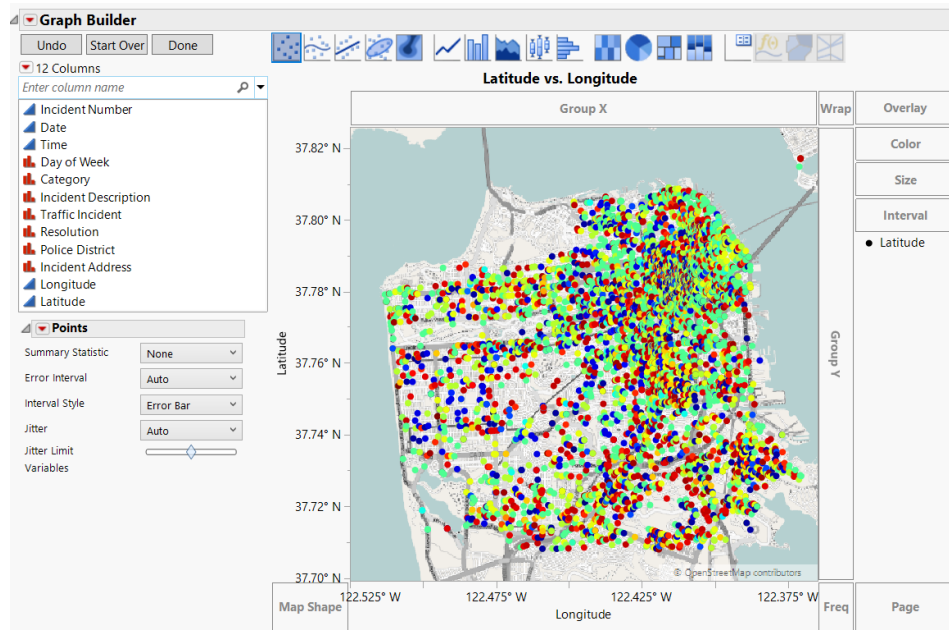 Graph Builder
Undo
Start Over
Done
12 Columns
Enter column name
Incident Number
Date
Time
Day of Week
Category
Incident Description
Traffic Incident
Resolution
Police District
Incident Address
Longitude
Latitude
Points
Summary Statistic
None
Error Interval
Auto
Interval Style
Error Bar
Jitter
Auto
Jitter Limit
Variables
Latitude vs. Longitude
Group X
Wrap
Overlay
Color
Size
Interval
Latitude
37.82° N
37.80° N
37.78° N
37.76° N
37.74° N
37.72° N
37.70° N
Latitude
Group Y
© OpenStreetMap contributors
Map Shape
122.525° W
122.475° W
122.425° W
122.375° W
Longitude
Freq
Page